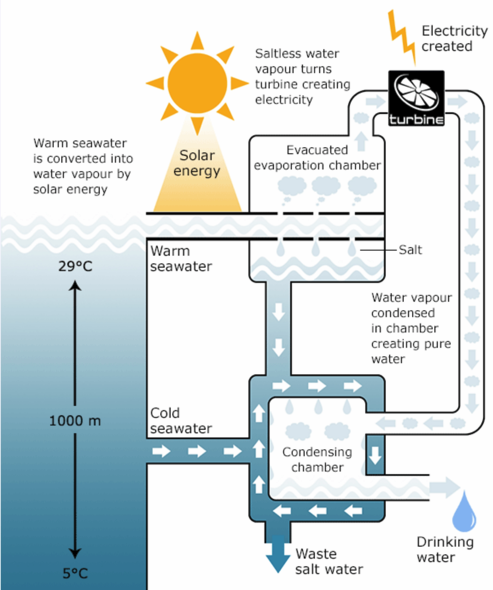 Electricity
created
Saltless water
vapour turns
turbine creating
electricity
turbine
Warm seawater
is converted into
water vapour by
solar energy
Solar
energy
Evacuated
evaporation chamber
Warm
seawater
Salt
29°C
Water vapour
condensed
in chamber
creating pure
water
1000 m
Cold
seawater
Condensing
chamber
Drinking
water
Waste
salt water
5°C